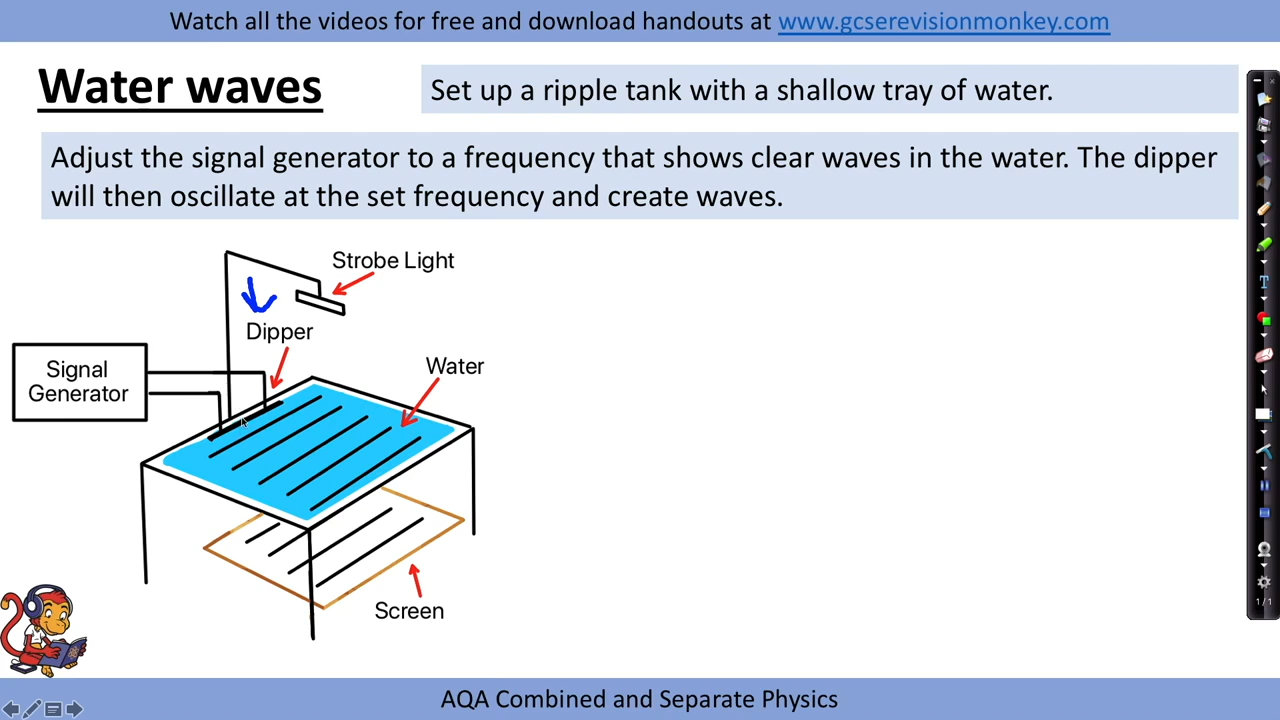 Watch all the videos for free and download handouts at www.gcserevisionmonkey.com
Water waves
Set up a ripple tank with a shallow tray of water.
Adjust the signal generator to a frequency that shows clear waves in the water. The dipper
will then oscillate at the set frequency and create waves.
Strobe Light
Dipper
Signal
Generator
Water
Screen
T
1/1
AQA Combined and Separate Physics